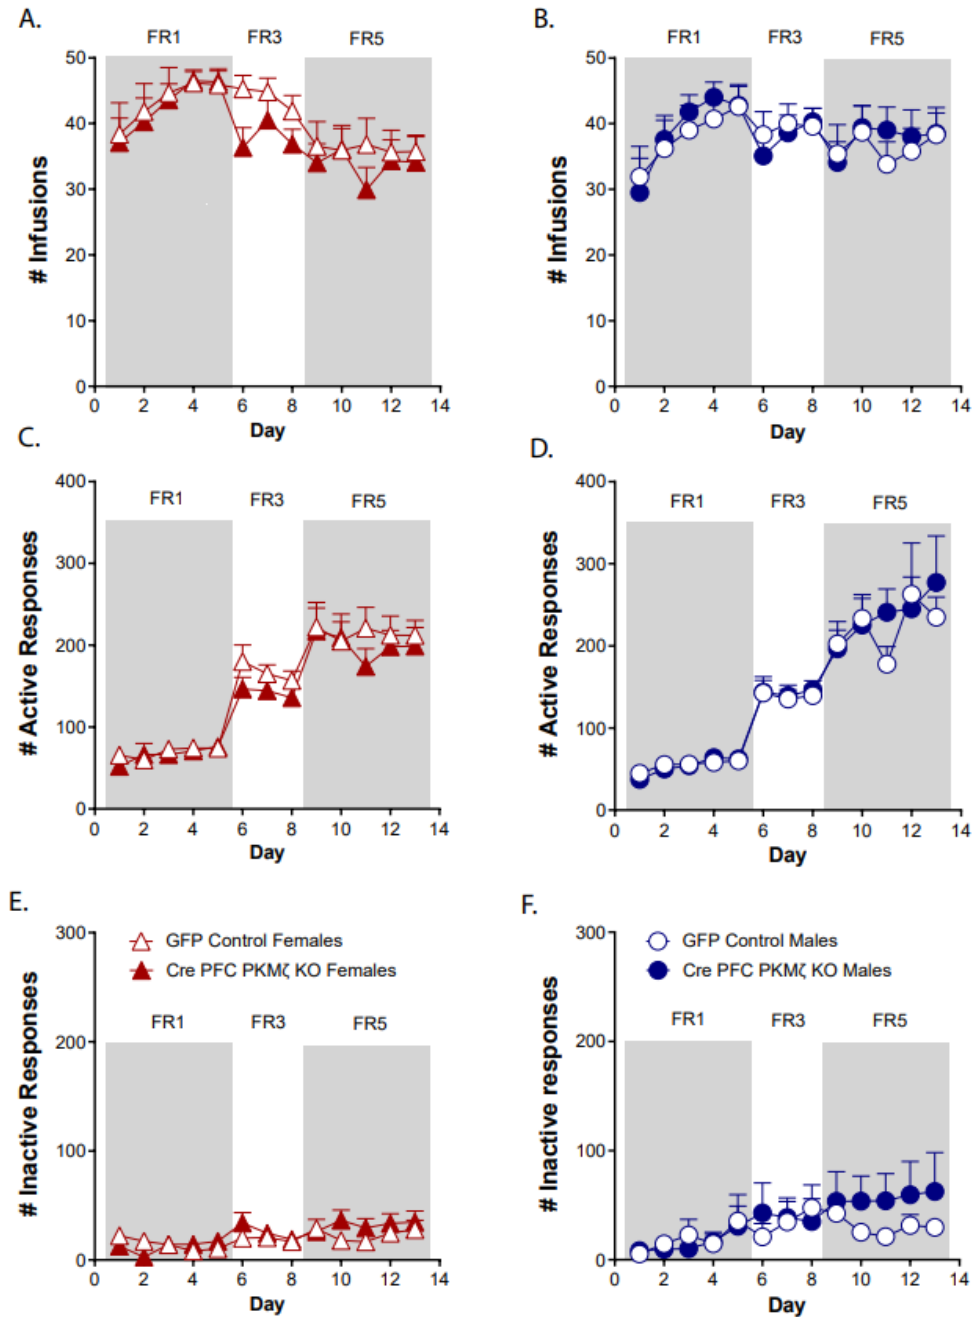 A.
FR1 FR3 FR5
# Infusions
50
40
30
20
10
0
0 2 4 6 8 10 12 14
Day
B.
FR1 FR3 FR5
# Infusions
50
40
30
20
10
0
0 2 4 6 8 10 12 14
Day
C.
FR1 FR3 FR5
# Active Responses
400
300
200
100
0
0 2 4 6 8 10 12 14
Day
D.
FR1 FR3 FR5
# Active Responses
400
300
200
100
0
0 2 4 6 8 10 12 14
Day
E.
GFP Control Females
Cre PFC PKMζ KO Females
FR1 FR3 FR5
# Inactive Responses
300
200
100
0
0 2 4 6 8 10 12 14
Day
F.
GFP Control Males
Cre PFC PKMζ KO Males
FR1 FR3 FR5
# Inactive responses
300
200
100
0
0 2 4 6 8 10 12 14
Day